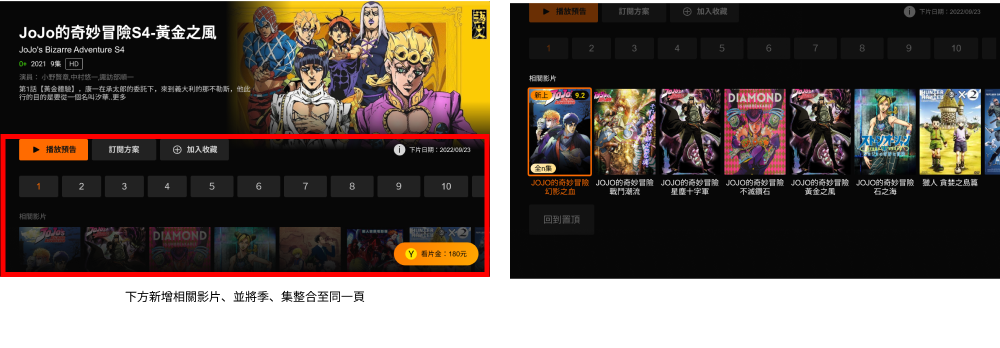 JoJo的奇妙冒險S4-黃金之風
JoJo's Bizarre Adventure S4
0+ 2021 9集 HD
演員： 小野賢章,中村悠一,諏訪部順一
第1話【黃金體驗】，康一在承太郎的委託下，來到義大利的那不勒斯，他此
行的目的是要從一個名叫汐華..更多
播放預告 訂閱方案 加入收藏 下片日期：2022/09/23
1 2 3 4 5 6 7 8 9 10
相關影片
DIAMOND
看片金：180元
下方新增相關影片、並將季、集整合至同一頁
播放預告 訂閱方案 加入收藏 下片日期：2022/09/23
1 2 3 4 5 6 7 8 9 10
相關影片
新上 9.2
全n集
DIAMOND
IS UNBREAKABLE
HUNTER×HUNTER
JOJO的奇妙冒險
幻影之血
JOJO的奇妙冒險
戰鬥潮流
JOJO的奇妙冒險
星塵十字軍
JOJO的奇妙冒險
不滅鑽石
JOJO的奇妙冒險
黃金之風
JOJO的奇妙冒險
石之海
獵人 貪婪之島篇
回到置頂